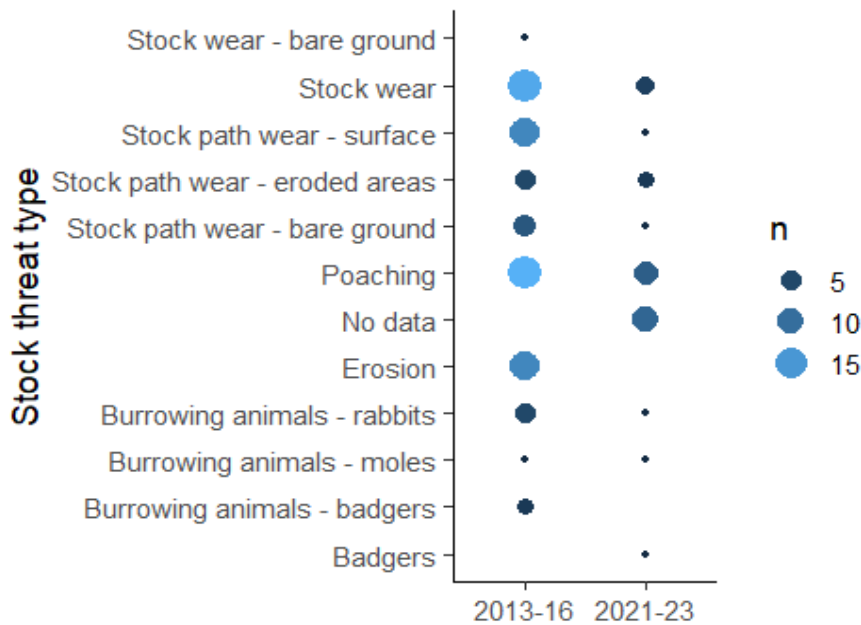 Stock threat type
Stock wear - bare ground
Stock wear
Stock path wear - surface
Stock path wear - eroded areas
Stock path wear - bare ground
Poaching
No data
Erosion
Burrowing animals - rabbits
Burrowing animals - moles
Burrowing animals - badgers
Badgers
2013-16 2021-23
n
5
10
15